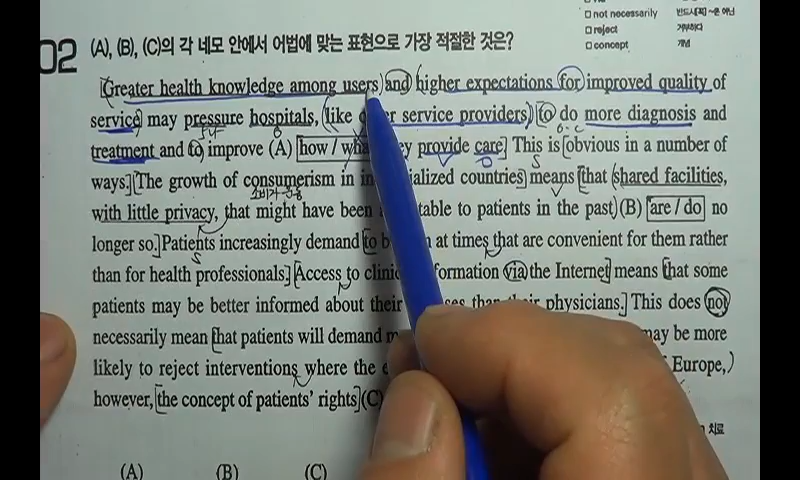 □ not necessarily 반드시(꼭) ~은 아닌
□ reject 거부하다
□ concept 개념
02 (A), (B), (C)의 각 네모 안에서 어법에 맞는 표현으로 가장 적절한 것은?
Greater health knowledge among users and higher expectations for improved quality of
service may pressure hospitals, like service providers, to do more diagnosis and
treatment and to improve (A) how / what provide care. This is obvious in a number of
ways. The growth of consumerism in countries means that shared facilities,
소비자
with little privacy, that might have been to patients in the past (B) are / do no
longer so. Patients increasingly demand to at times that are convenient for them rather
than for health professionals. Access to information via the Internet means that some
patients may be better informed about their than their physicians. This does not
necessarily mean that patients will demand may be more
likely to reject interventions where the Europe,
however, the concept of patients' rights (C)
치료
(A) (B) (C)